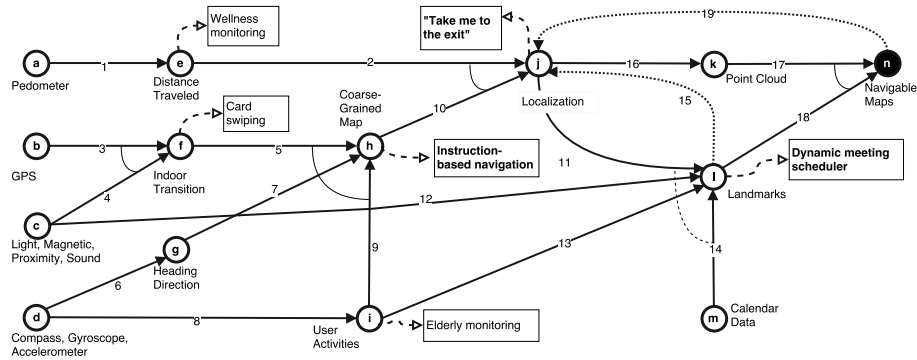 19
Wellness
monitoring
"Take me to
the exit"
a
1
e
2
j
16
k
17
n
Pedometer
Distance
Traveled
Point Cloud
Navigable
Maps
Card
swiping
Coarse-
Grained
Map
10
Localization
15
18
b
3
f
5
h
GPS
4
Indoor
Transition
Instruction-
based navigation
11
Dynamic meeting
scheduler
7
l
Landmarks
c
12
Light, Magnetic,
Proximity, Sound
g
9
13
14
Heading
Direction
6
d
8
i
m
Calendar
Data
User
Activities
Elderly monitoring
Compass, Gyroscope,
Accelerometer